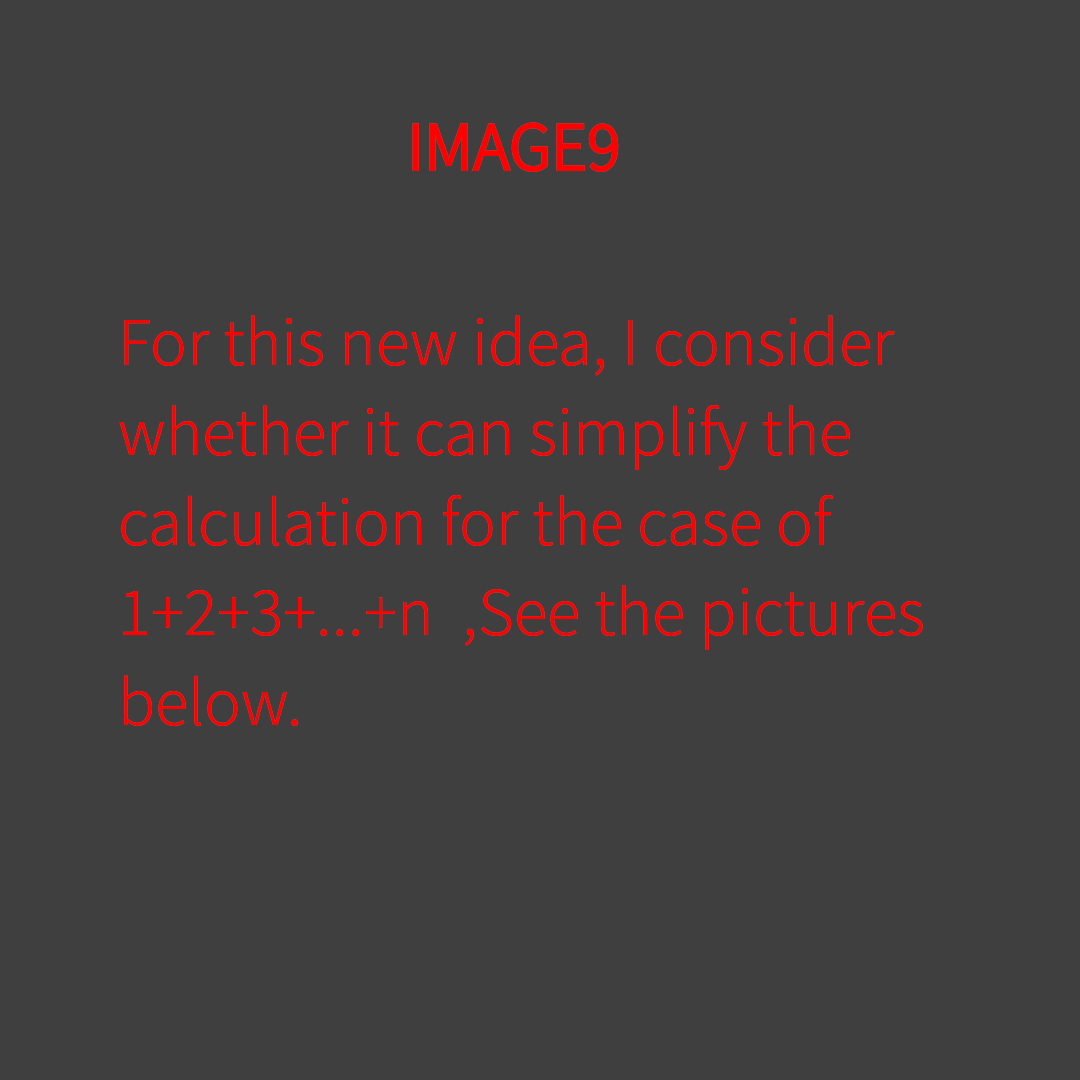 IMAGE9
For this new idea, I consider
whether it can simplify the
calculation for the case of
1+2+3+...+n  ,See the pictures
below.